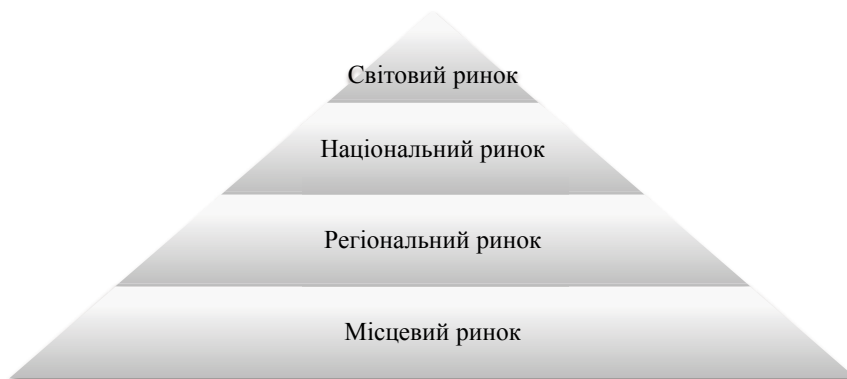 Світовий ринок
Національний ринок
Регіональний ринок
Місцевий ринок